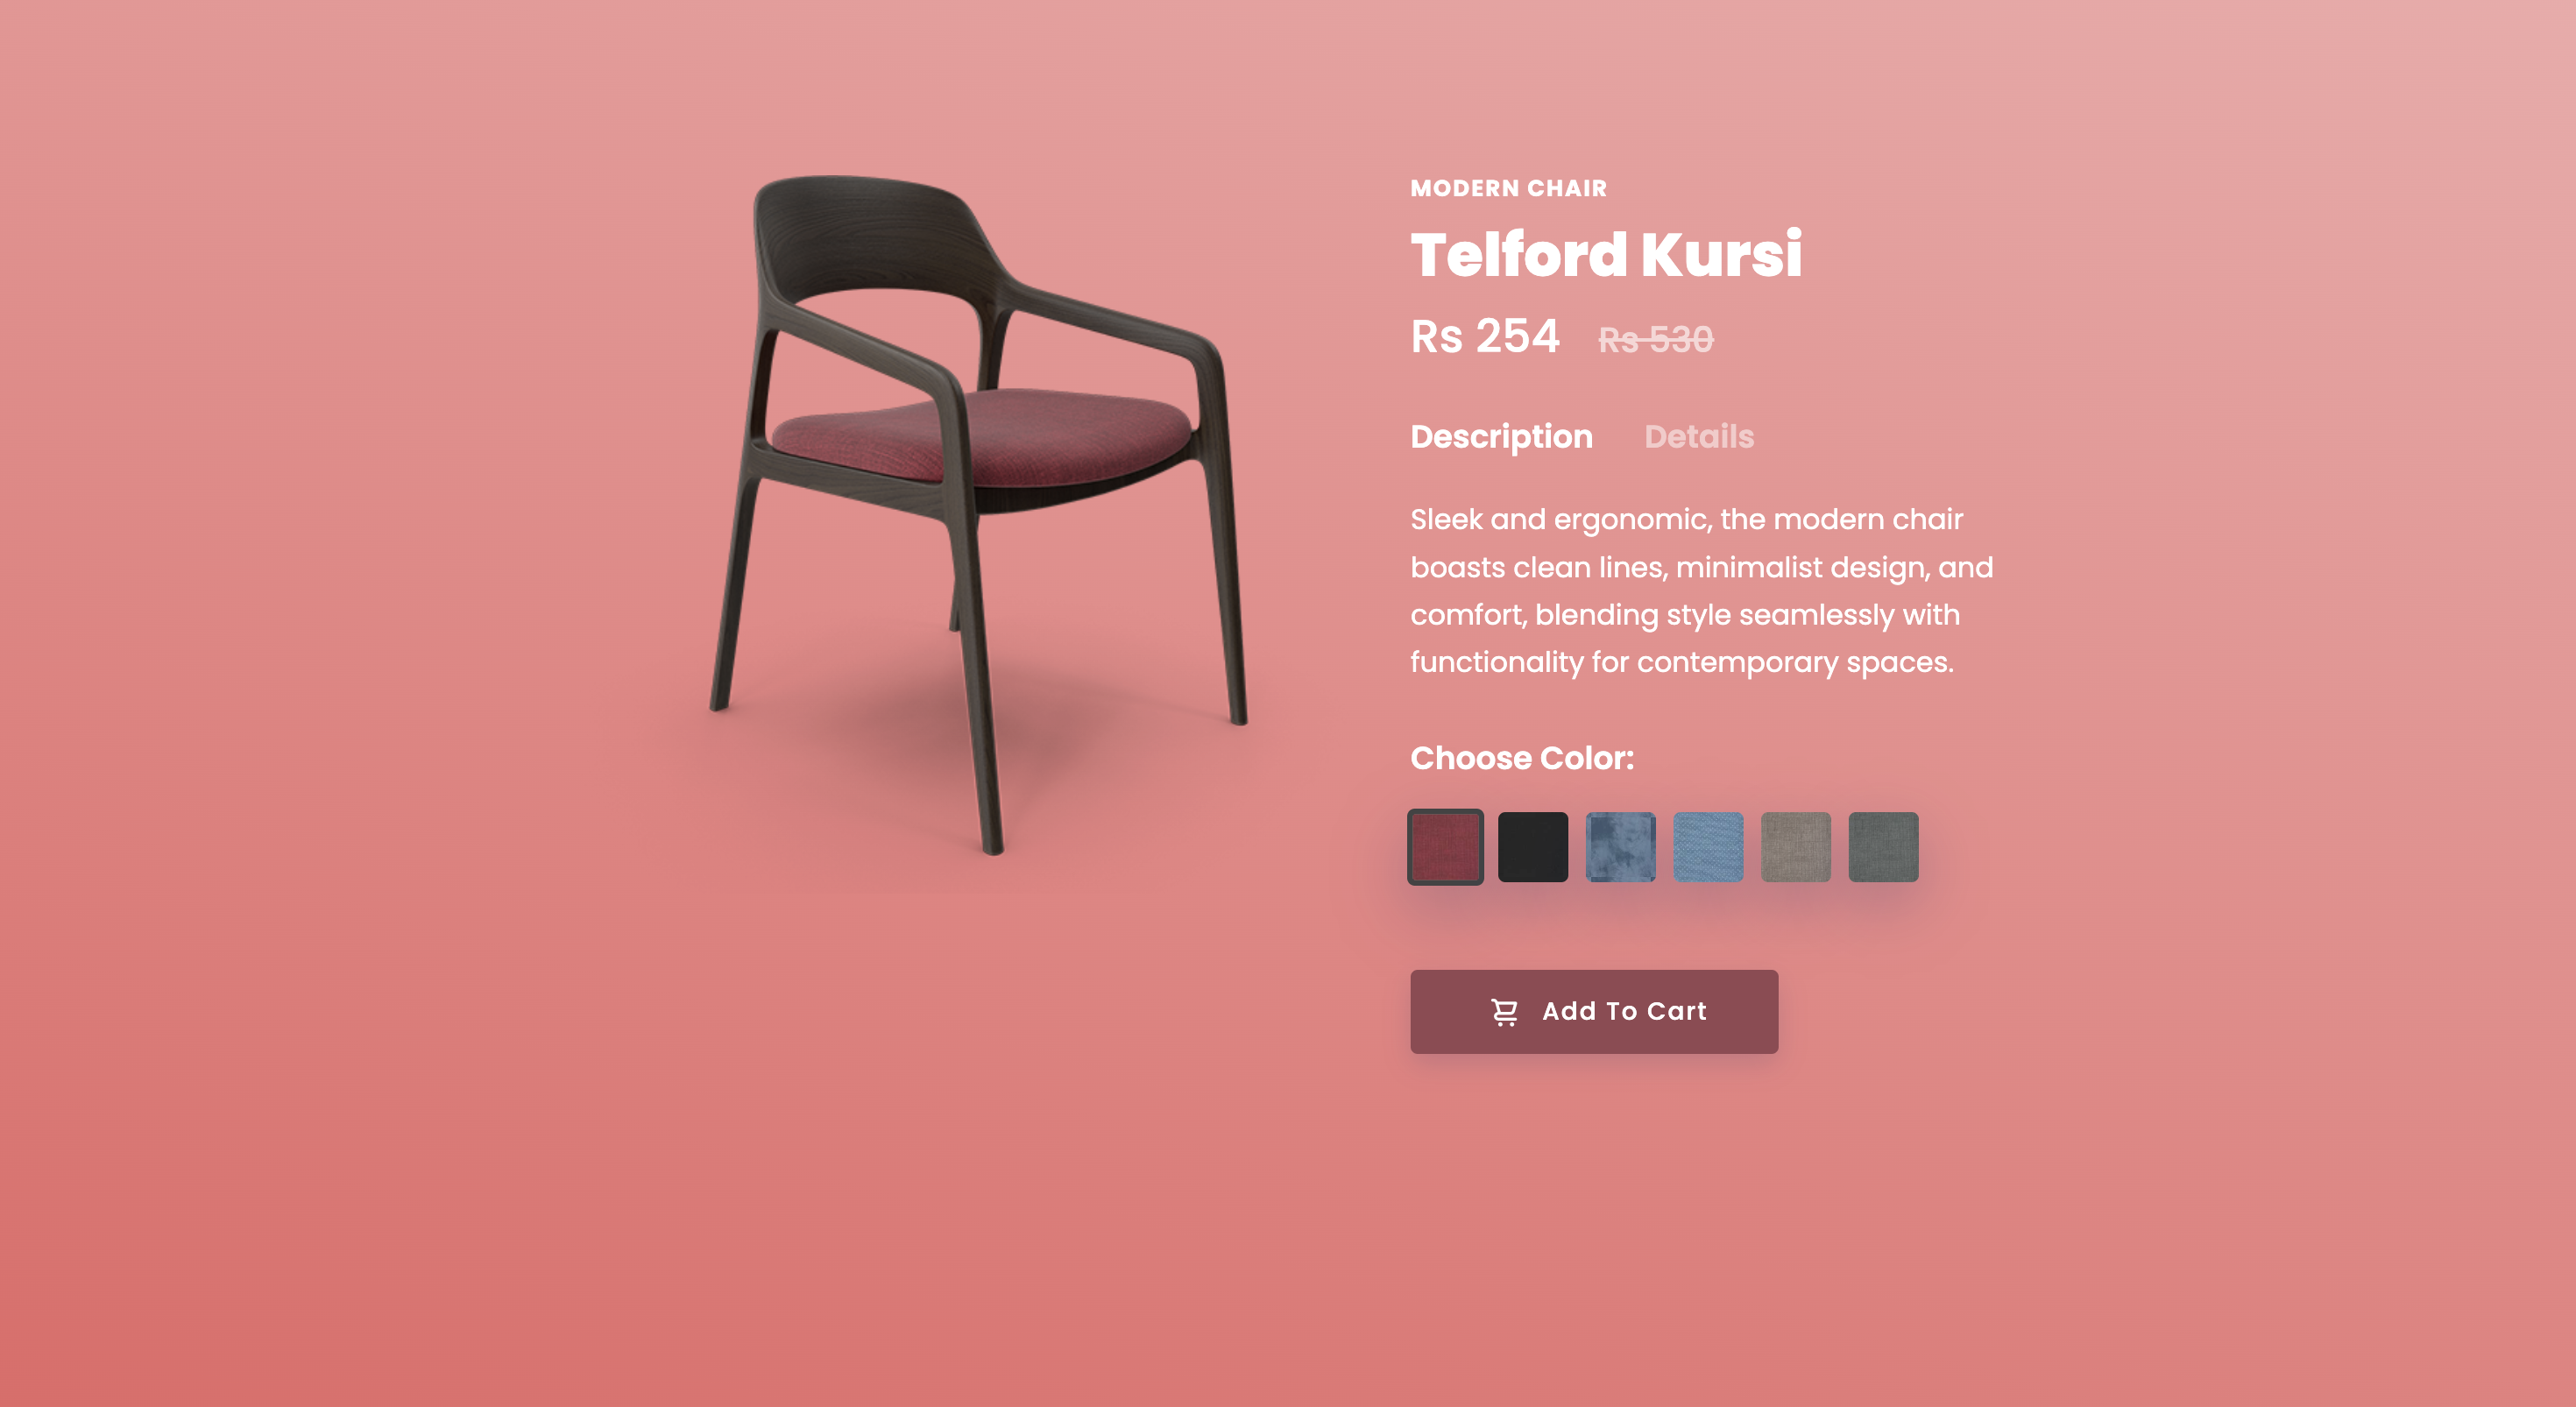 MODERN CHAIR
Telford Kursi
Rs 254 Rs 530
Description Details
Sleek and ergonomic, the modern chair
boasts clean lines, minimalist design, and
comfort, blending style seamlessly with
functionality for contemporary spaces.
Choose Color:
Add To Cart